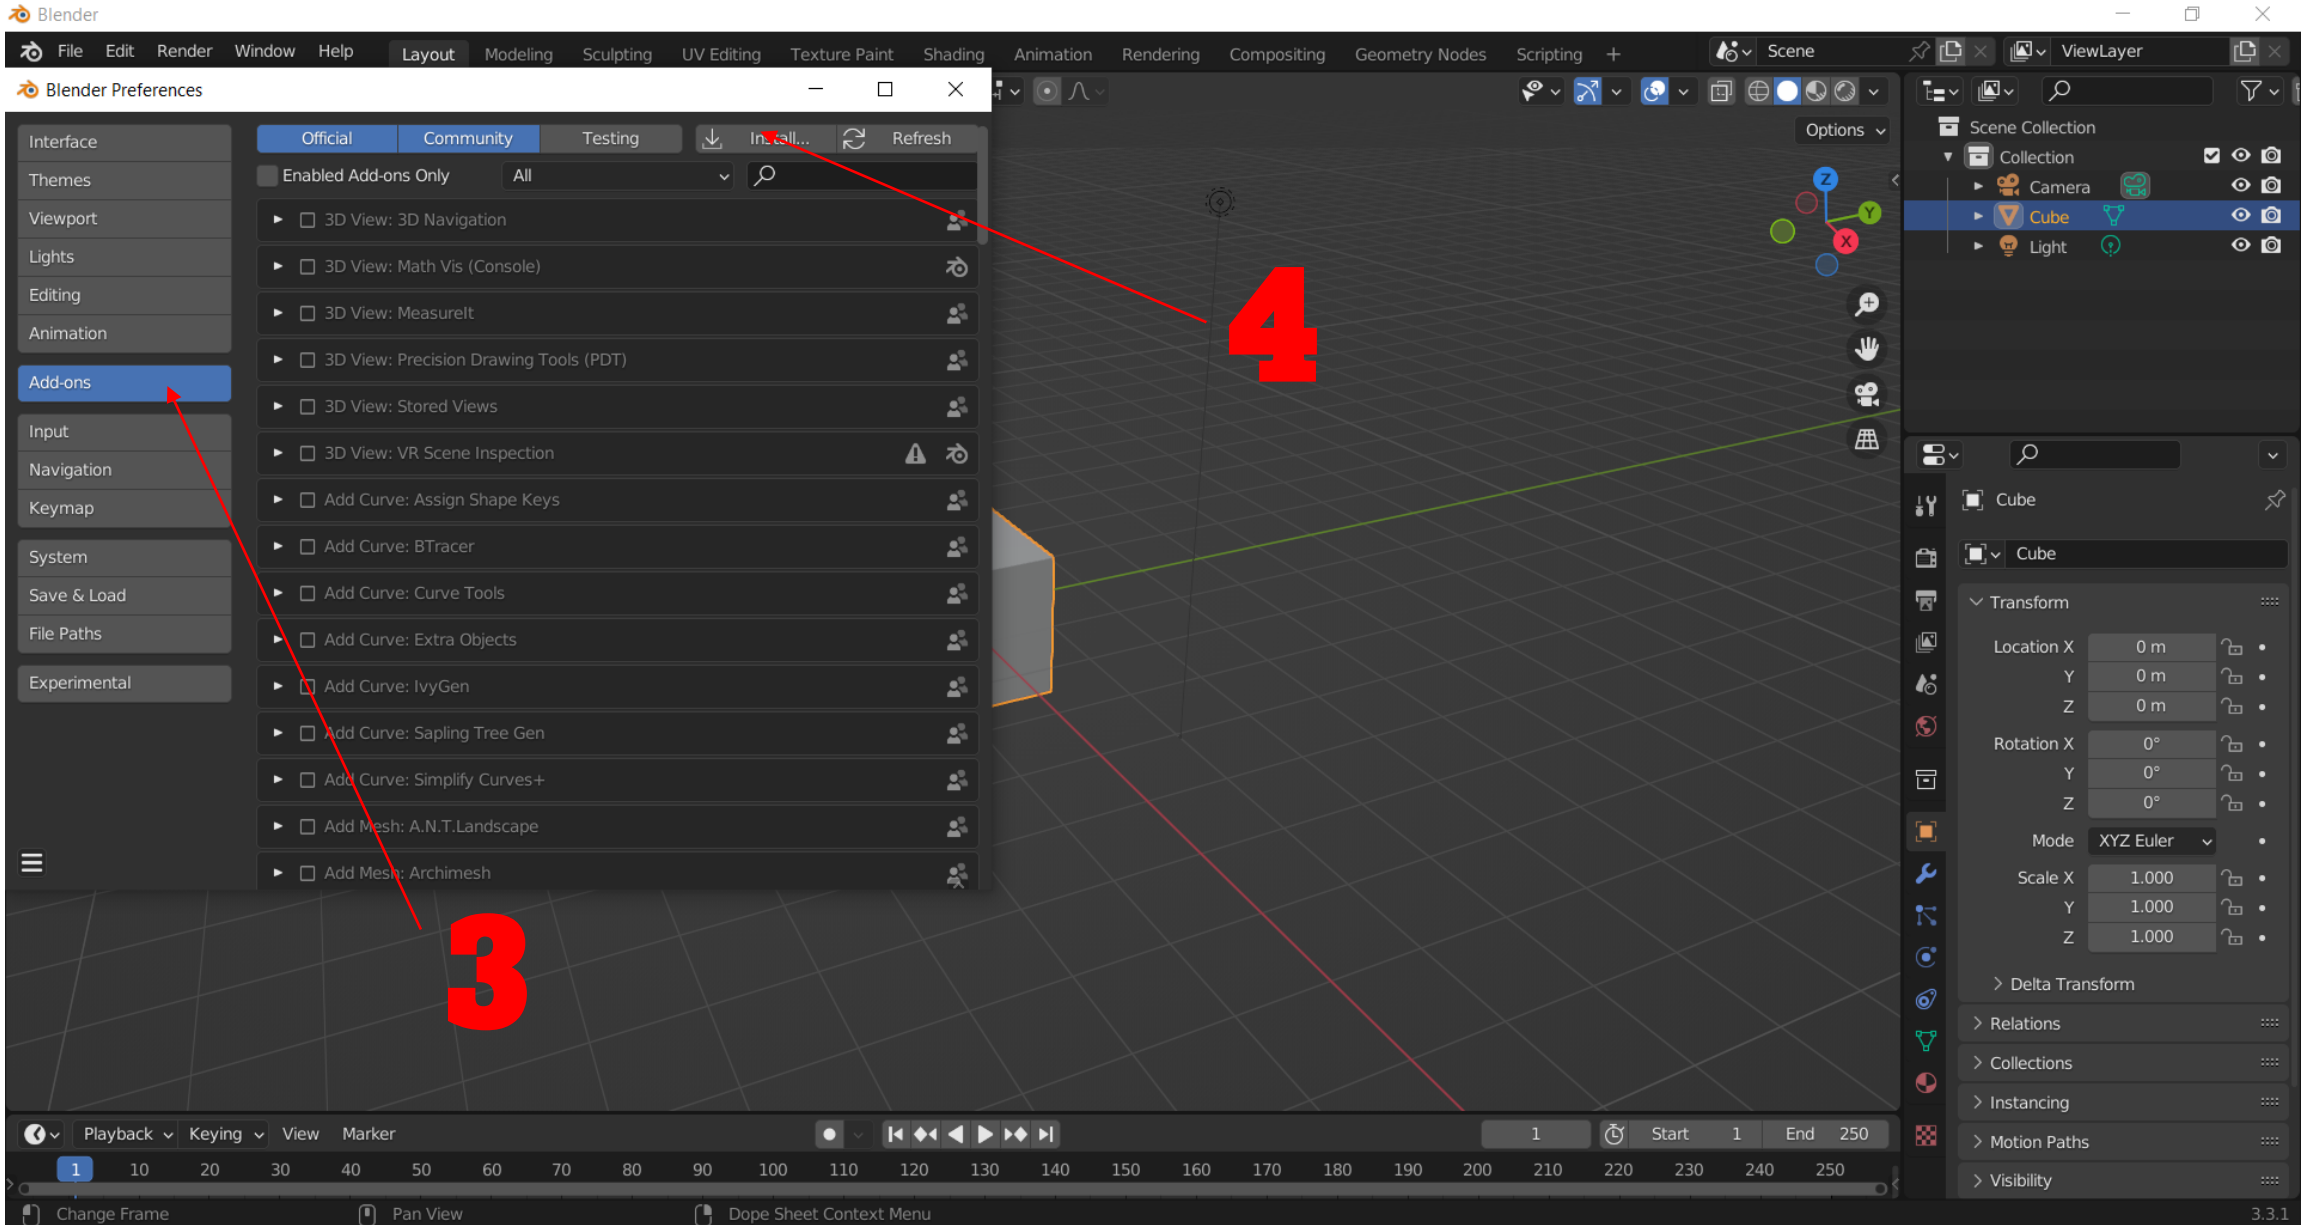 Blender
File Edit Render Window Help Layout Modeling Sculpting UV Editing Texture Paint Shading Animation Rendering Compositing Geometry Nodes Scripting + Scene ViewLayer
Blender Preferences
Options
Interface
Themes
Viewport
Lights
Editing
Animation
Add-ons
Input
Navigation
Keymap
System
Save & Load
File Paths
Experimental
Official Community Testing Install... Refresh
Enabled Add-ons Only All
3D View: 3D Navigation
3D View: Math Vis (Console)
3D View: MeasureIt
3D View: Precision Drawing Tools (PDT)
3D View: Stored Views
3D View: VR Scene Inspection
Add Curve: Assign Shape Keys
Add Curve: BTracer
Add Curve: Curve Tools
Add Curve: Extra Objects
Add Curve: IvyGen
Add Curve: Sapling Tree Gen
Add Curve: Simplify Curves+
Add Mesh: A.N.T.Landscape
Add Mesh: Archimesh
4
3
Z
Y
X
Scene Collection
Collection
Camera
Cube
Light
Cube
Cube
Transform
Location X 0 m
Y 0 m
Z 0 m
Rotation X 0°
Y 0°
Z 0°
Mode XYZ Euler
Scale X 1.000
Y 1.000
Z 1.000
Delta Transform
Relations
Collections
Instancing
Motion Paths
Visibility
Playback Keying View Marker 1 Start 1 End 250
1 10 20 30 40 50 60 70 80 90 100 110 120 130 140 150 160 170 180 190 200 210 220 230 240 250
Change Frame Pan View Dope Sheet Context Menu 3.3.1